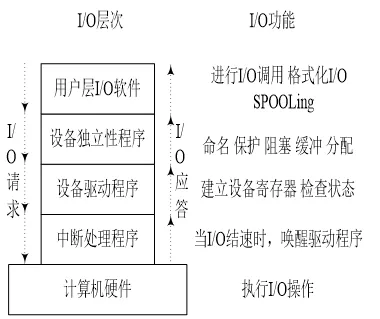 I/O层次 I/O功能
用户层I/O软件 进行I/O调用 格式化I/O
SPOOLing
设备独立性程序 命名 保护 阻塞 缓冲 分配
设备驱动程序 建立设备寄存器 检查状态
中断处理程序 当I/O结速时，唤醒驱动程序
计算机硬件 执行I/O操作
I/O请求
I/O应答